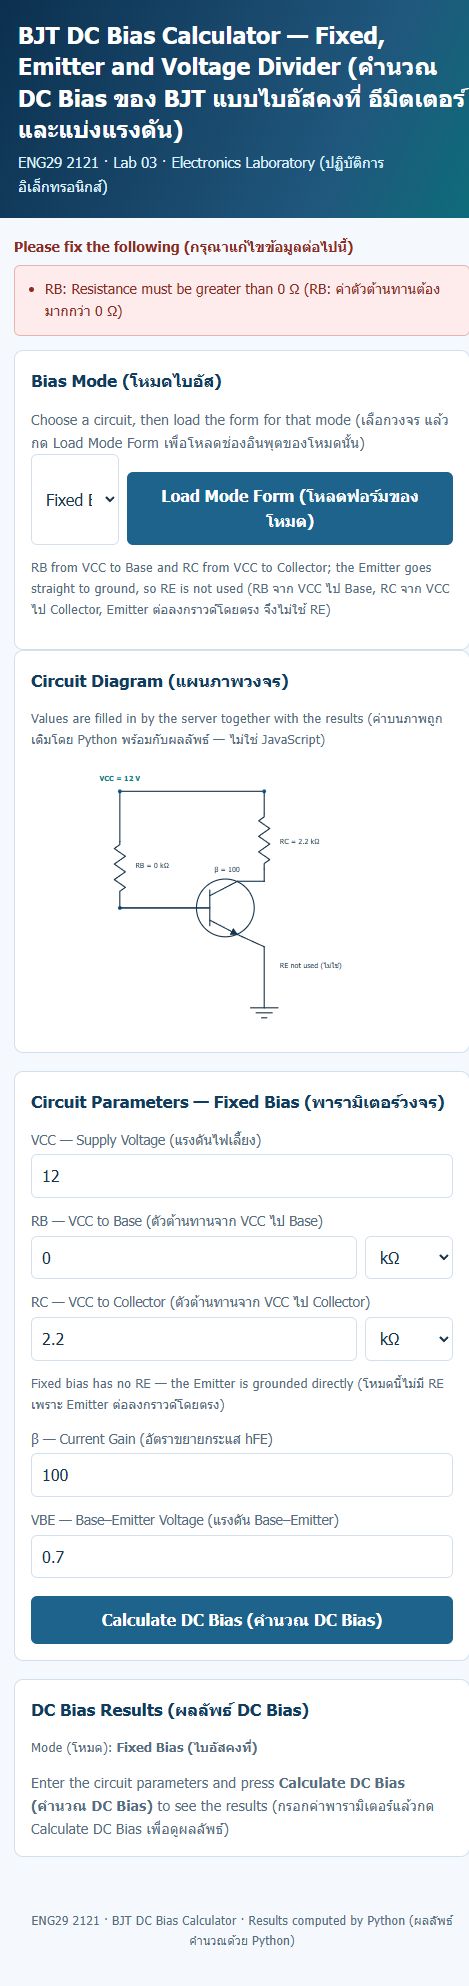 BJT DC Bias Calculator — Fixed,
Emitter and Voltage Divider (คำนวณ
DC Bias ของ BJT แบบไบอัสคงที่ อีมิตเตอร์
และแบ่งแรงดัน)
ENG29 2121 · Lab 03 · Electronics Laboratory (ปฏิบัติการ
อิเล็กทรอนิกส์)
Please fix the following (กรุณาแก้ไขข้อมูลต่อไปนี้)
• RB: Resistance must be greater than 0 Ω (RB: ค่าตัวต้านทานต้อง
มากกว่า 0 Ω)
Bias Mode (โหมดไบอัส)
Choose a circuit, then load the form for that mode (เลือกวงจร แล้ว
กด Load Mode Form เพื่อโหลดช่องอินพุตของโหมดนั้น)
Fixed E
Load Mode Form (โหลดฟอร์มของ
โหมด)
RB from VCC to Base and RC from VCC to Collector; the Emitter goes
straight to ground, so RE is not used (RB จาก VCC ไป Base, RC จาก VCC
ไป Collector, Emitter ต่อลงกราวด์โดยตรง จึงไม่ใช้ RE)
Circuit Diagram (แผนภาพวงจร)
Values are filled in by the server together with the results (ค่าบนภาพถูก
เติมโดย Python พร้อมกับผลลัพธ์ — ไม่ใช่ JavaScript)
VCC = 12 V
RC = 2.2 kΩ
RB = 0 kΩ
β = 100
RE not used (ไม่ใช้)
Circuit Parameters — Fixed Bias (พารามิเตอร์วงจร)
VCC — Supply Voltage (แรงดันไฟเลี้ยง)
12
RB — VCC to Base (ตัวต้านทานจาก VCC ไป Base)
0 kΩ
RC — VCC to Collector (ตัวต้านทานจาก VCC ไป Collector)
2.2 kΩ
Fixed bias has no RE — the Emitter is grounded directly (โหมดนี้ไม่มี RE
เพราะ Emitter ต่อลงกราวด์โดยตรง)
β — Current Gain (อัตราขยายกระแส hFE)
100
VBE — Base–Emitter Voltage (แรงดัน Base–Emitter)
0.7
Calculate DC Bias (คำนวณ DC Bias)
DC Bias Results (ผลลัพธ์ DC Bias)
Mode (โหมด): Fixed Bias (ไบอัสคงที่)
Enter the circuit parameters and press Calculate DC Bias
(คำนวณ DC Bias) to see the results (กรอกค่าพารามิเตอร์แล้วกด
Calculate DC Bias เพื่อดูผลลัพธ์)
ENG29 2121 · BJT DC Bias Calculator · Results computed by Python (ผลลัพธ์
คำนวณด้วย Python)